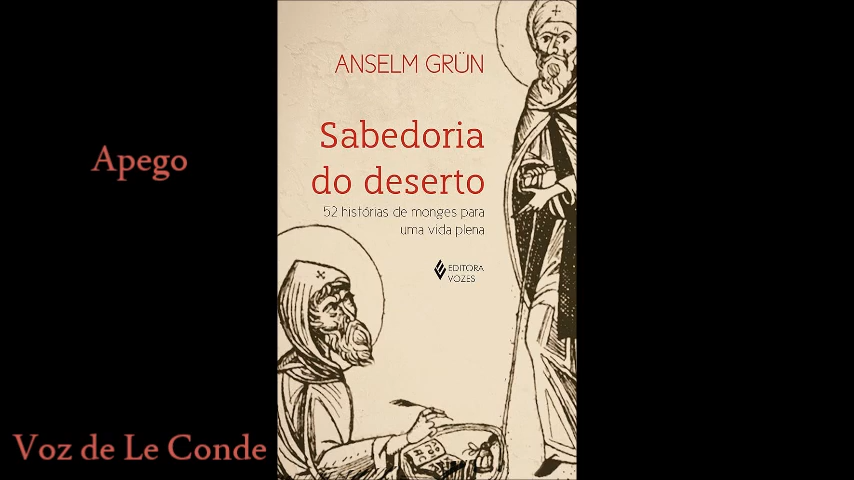 Apego
Voz de Le Conde
ANSELM GRÜN
Sabedoria
do deserto
52 histórias de monges para
uma vida plena
EDITORA
VOZES